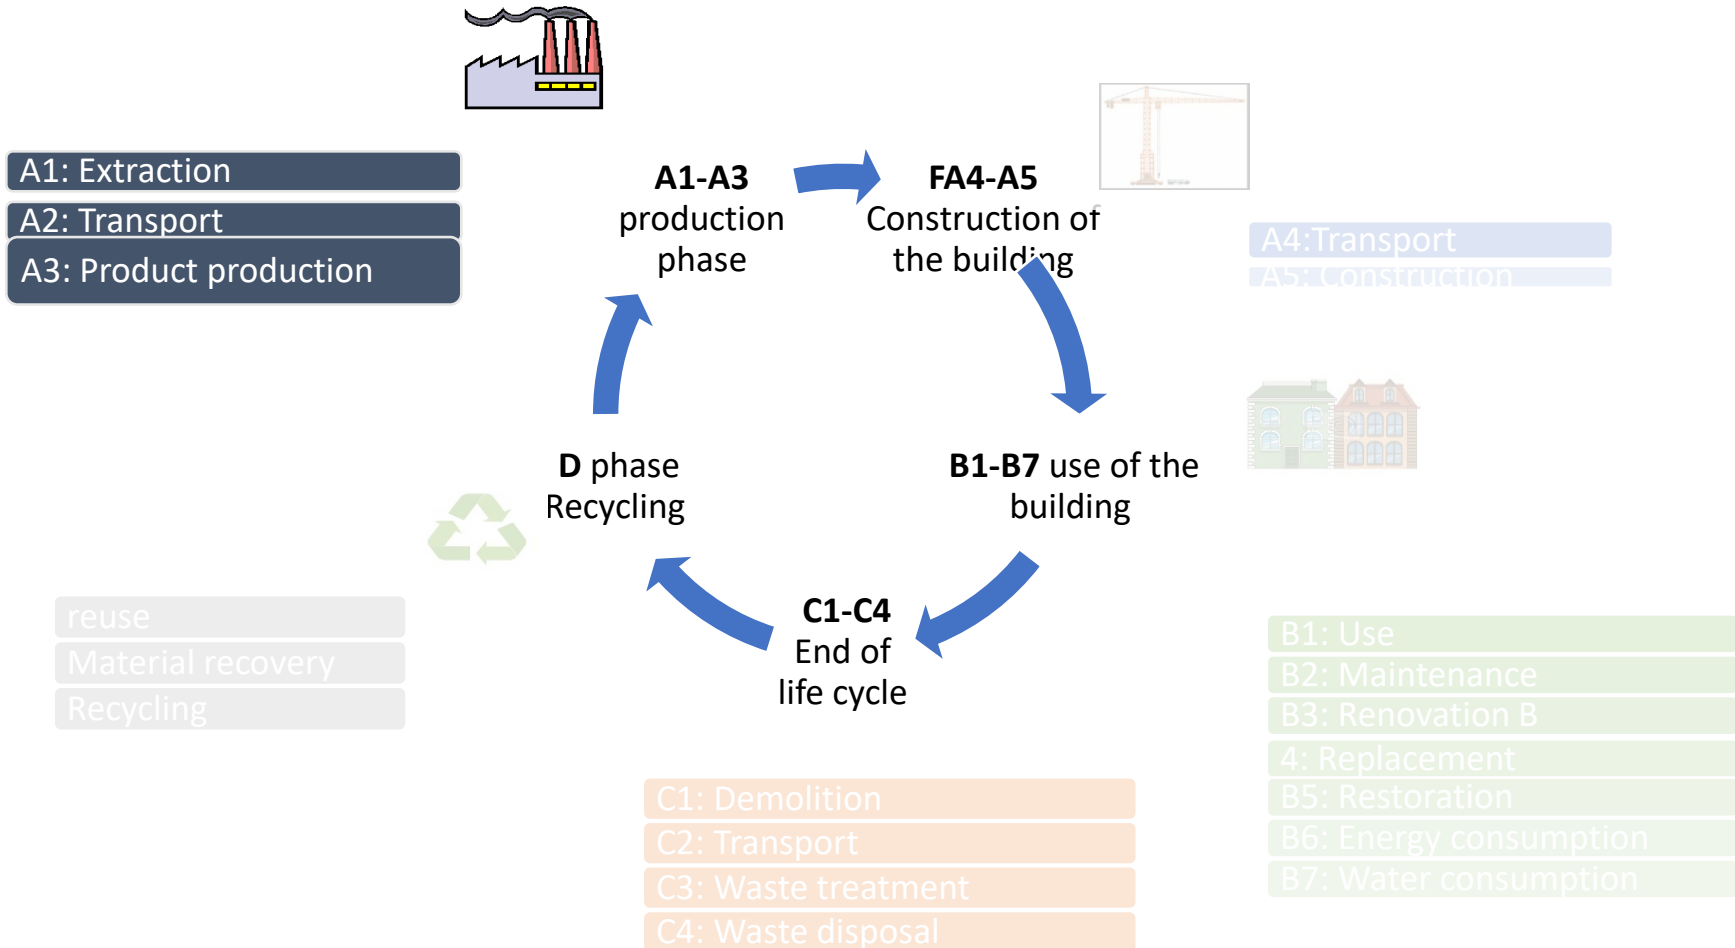 A1: Extraction
A2: Transport
A3: Product production
A1-A3
production
phase
FA4-A5
Construction of
the building
A4:Transport
A5: Construction
B1-B7 use of the
building
B1: Use
B2: Maintenance
B3: Renovation B
4: Replacement
B5: Restoration
B6: Energy consumption
B7: Water consumption
C1-C4
End of
life cycle
C1: Demolition
C2: Transport
C3: Waste treatment
C4: Waste disposal
D phase
Recycling
reuse
Material recovery
Recycling